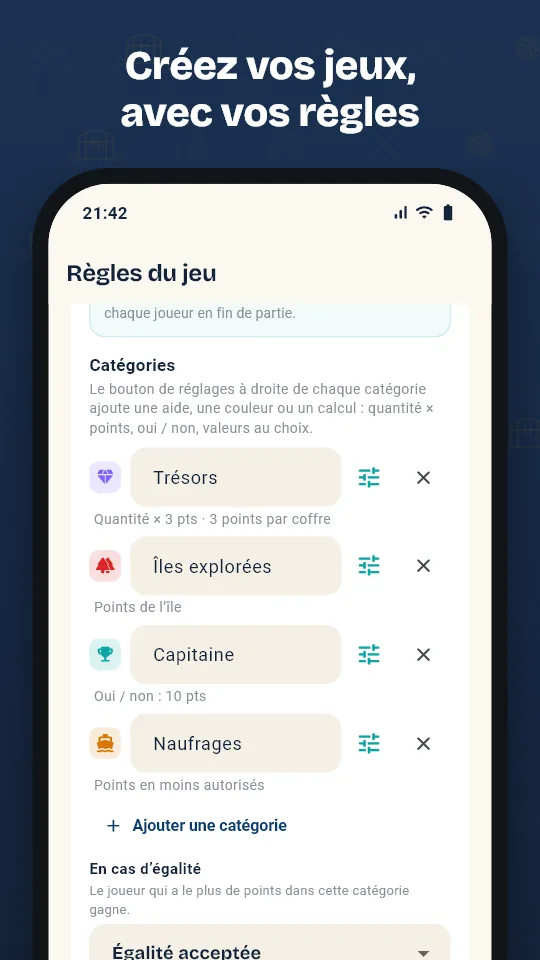 Créez vos jeux,
avec vos règles
21:42
Règles du jeu
chaque joueur en fin de partie.
Catégories
Le bouton de réglages à droite de chaque catégorie
ajoute une aide, une couleur ou un calcul : quantité ×
points, oui / non, valeurs au choix.
Trésors
Quantité × 3 pts · 3 points par coffre
Îles explorées
Points de l’île
Capitaine
Oui / non : 10 pts
Naufrages
Points en moins autorisés
+ Ajouter une catégorie
En cas d’égalité
Le joueur qui a le plus de points dans cette catégorie
gagne.
Égalité acceptée